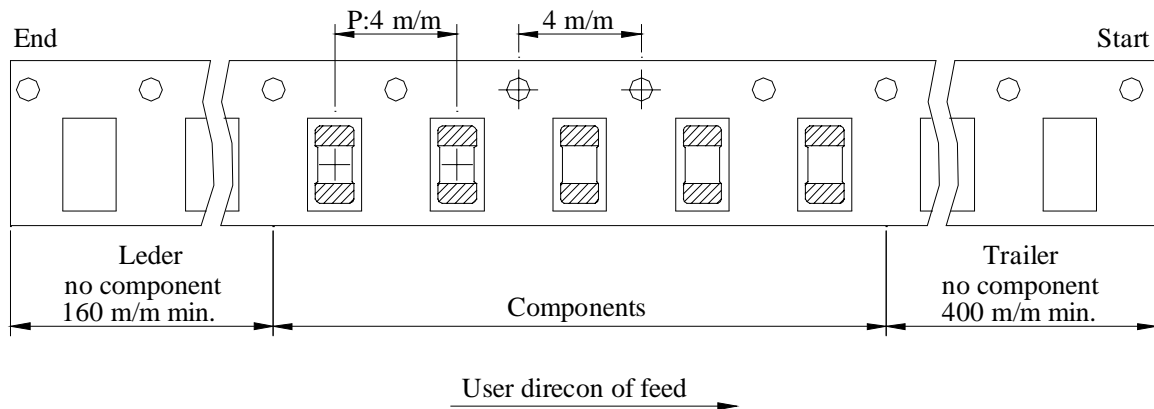 P:4 m/m
4 m/m
End
Start
Leder
no component
160 m/m min.
Components
Trailer
no component
400 m/m min.
User direcon of feed